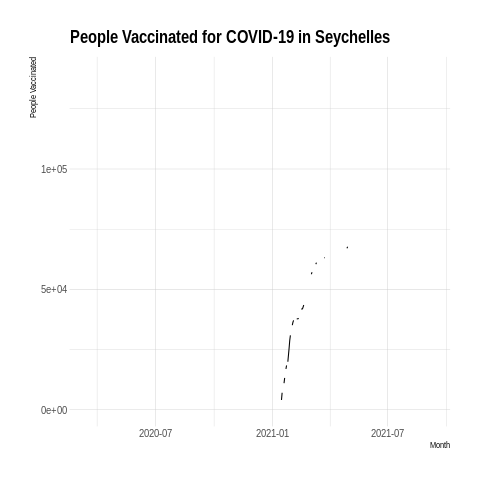 People Vaccinated for COVID-19 in Seychelles
People Vaccinated
1e+05
5e+04
0e+00
2020-07
2021-01
2021-07
Month